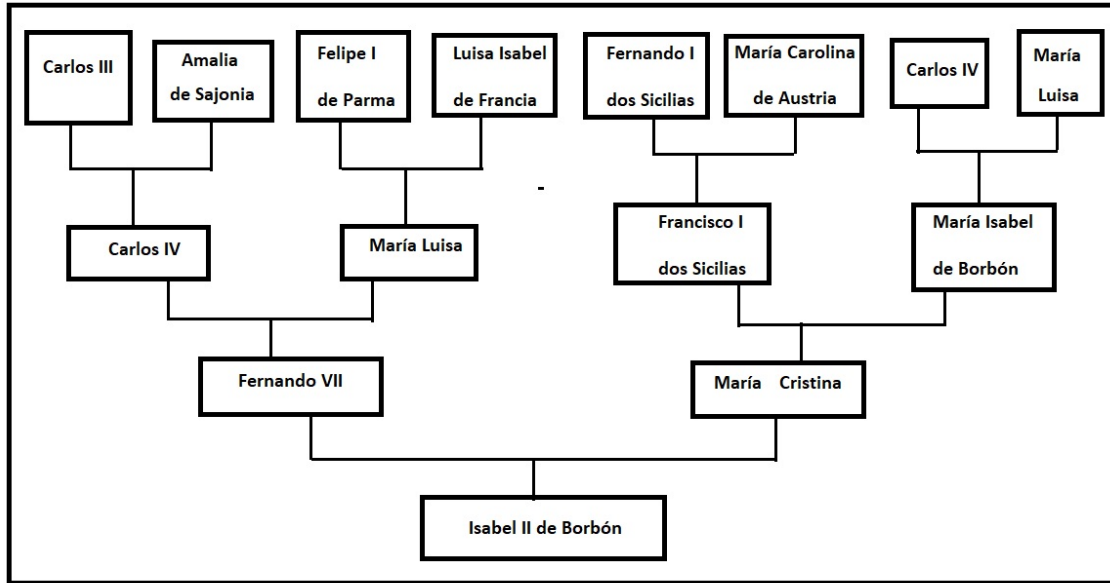 Carlos III
Amalia
de Sajonia
Felipe I
de Parma
Luisa Isabel
de Francia
Fernando I
dos Sicilias
María Carolina
de Austria
Carlos IV
María
Luisa
Carlos IV
María Luisa
Francisco I
dos Sicilias
María Isabel
de Borbón
Fernando VII
María Cristina
Isabel II de Borbón